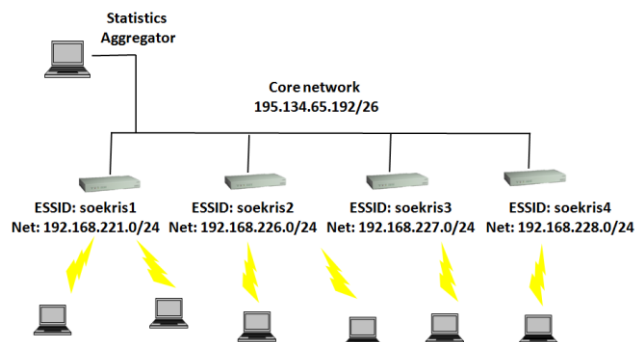 Statistics
Aggregator
Core network
195.134.65.192/26
ESSID: soekris1
Net: 192.168.221.0/24
ESSID: soekris2
Net: 192.168.226.0/24
ESSID: soekris3
Net: 192.168.227.0/24
ESSID: soekris4
Net: 192.168.228.0/24